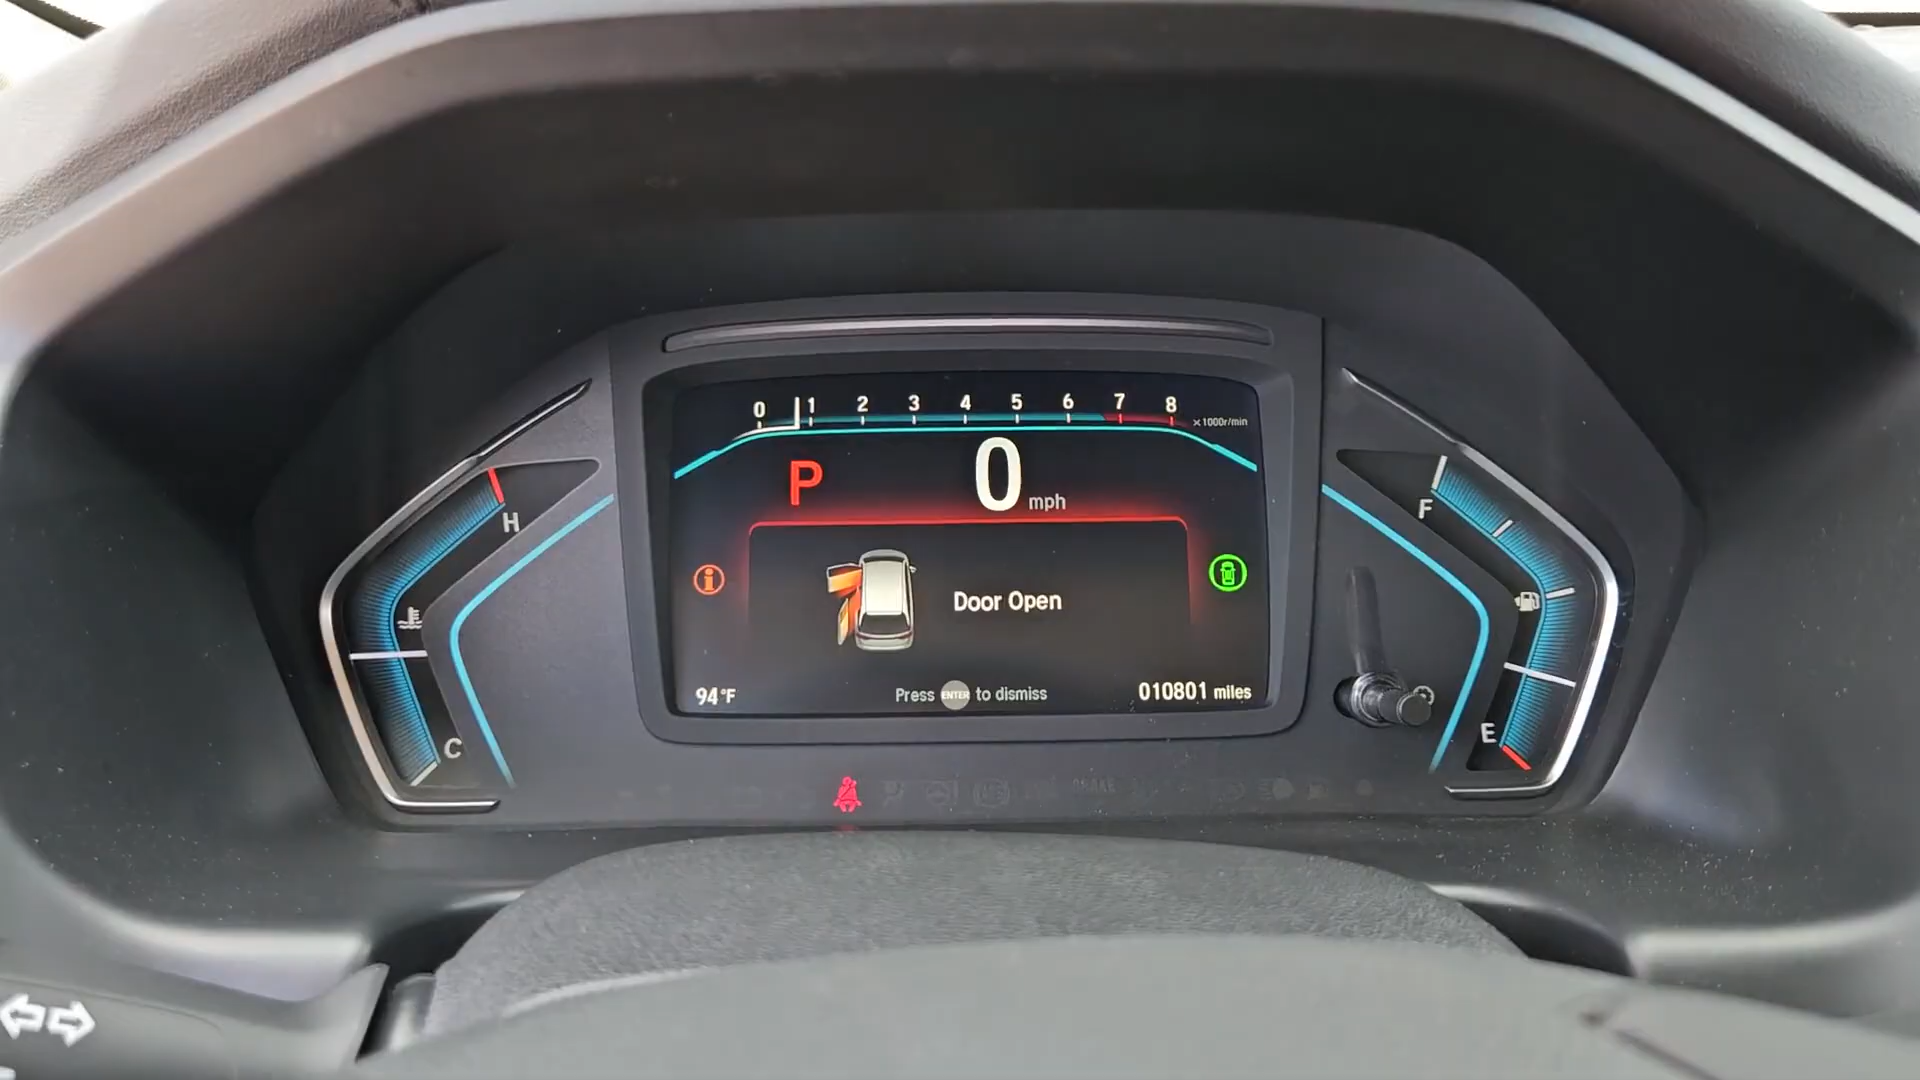 0 1 2 3 4 5 6 7 8 ×1000r/min
P 0 mph
H
F
Door Open
94°F
Press ENTER to dismiss
010801 miles
C
E
BRAKE